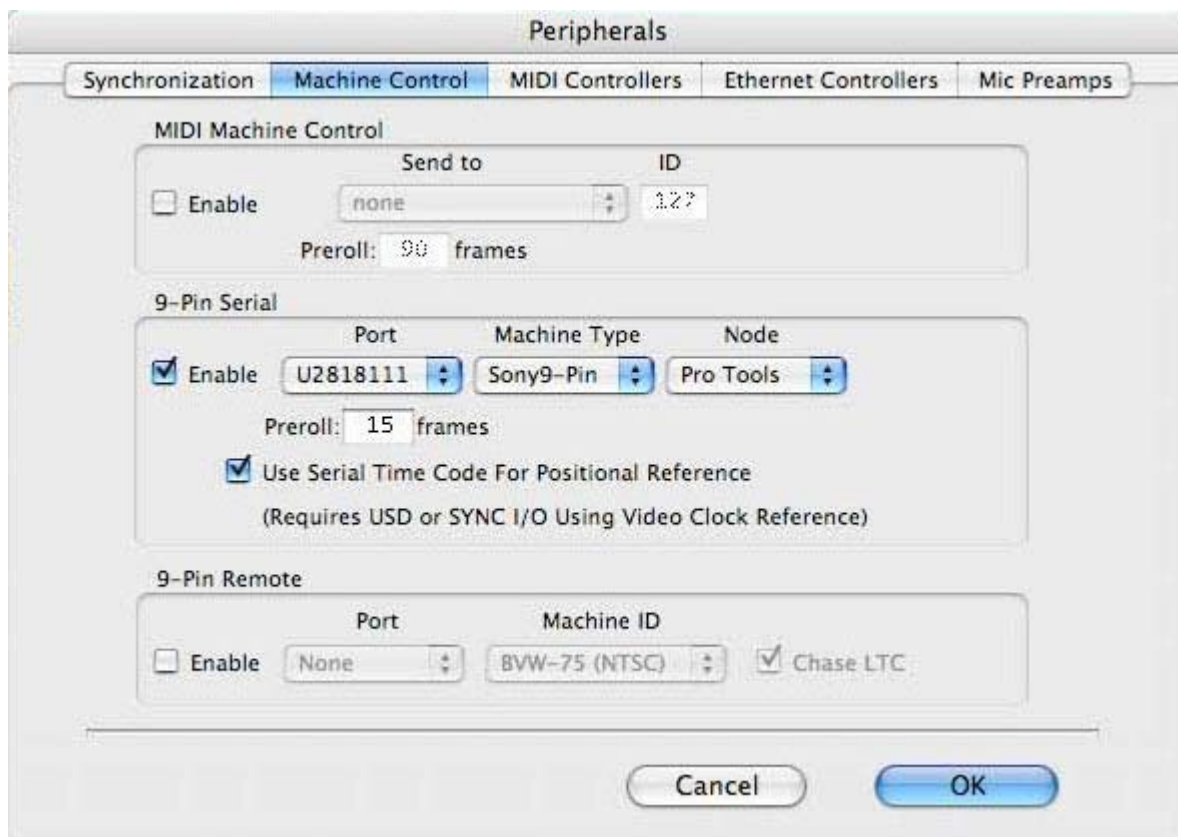 Peripherals
Synchronization Machine Control MIDI Controllers Ethernet Controllers Mic Preamps
MIDI Machine Control
Send to ID
Enable none 127
Preroll: 90 frames
9-Pin Serial
Port Machine Type Node
Enable U2818111 Sony9-Pin Pro Tools
Preroll: 15 frames
Use Serial Time Code For Positional Reference
(Requires USD or SYNC I/O Using Video Clock Reference)
9-Pin Remote
Port Machine ID
Enable None BVW-75 (NTSC) Chase LTC
Cancel OK